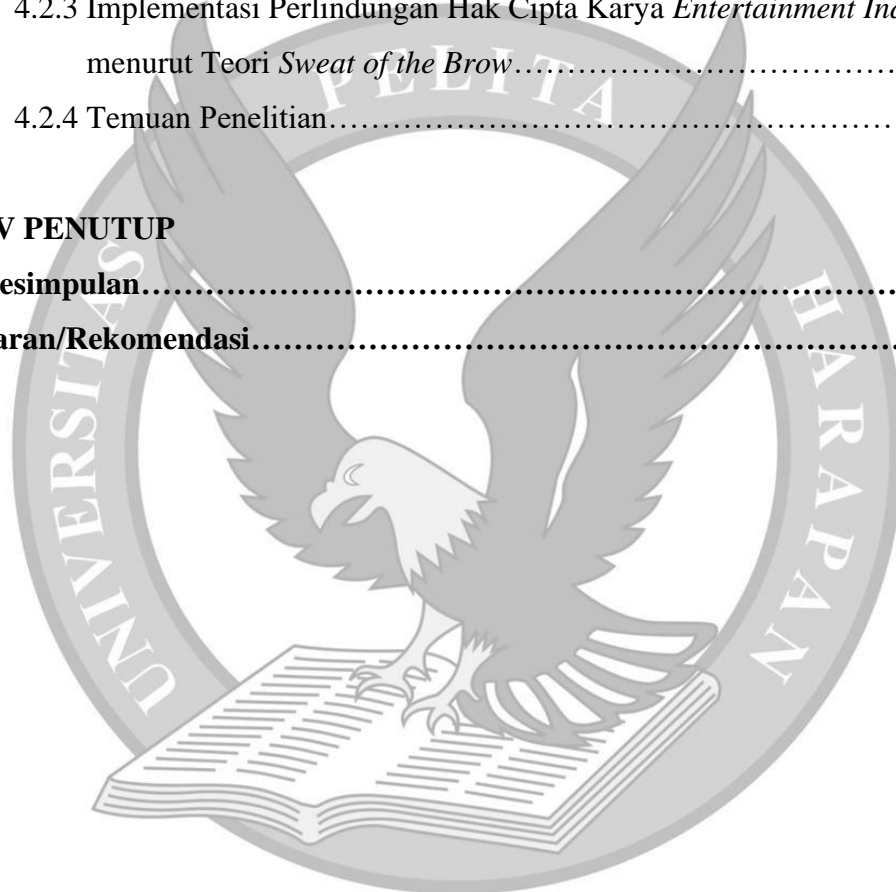 4.2.3 Implementasi Perlindungan Hak Cipta Karya Entertainment
menurut Teori Sweat of the Brow……………………………………
4.2.4 Temuan Penelitian…………………………………………………
V PENUTUP
esimpulan………………………………………………………………
aran/Rekomendasi……………………………………………………
UNIVERSITAS PELITA HARAPAN